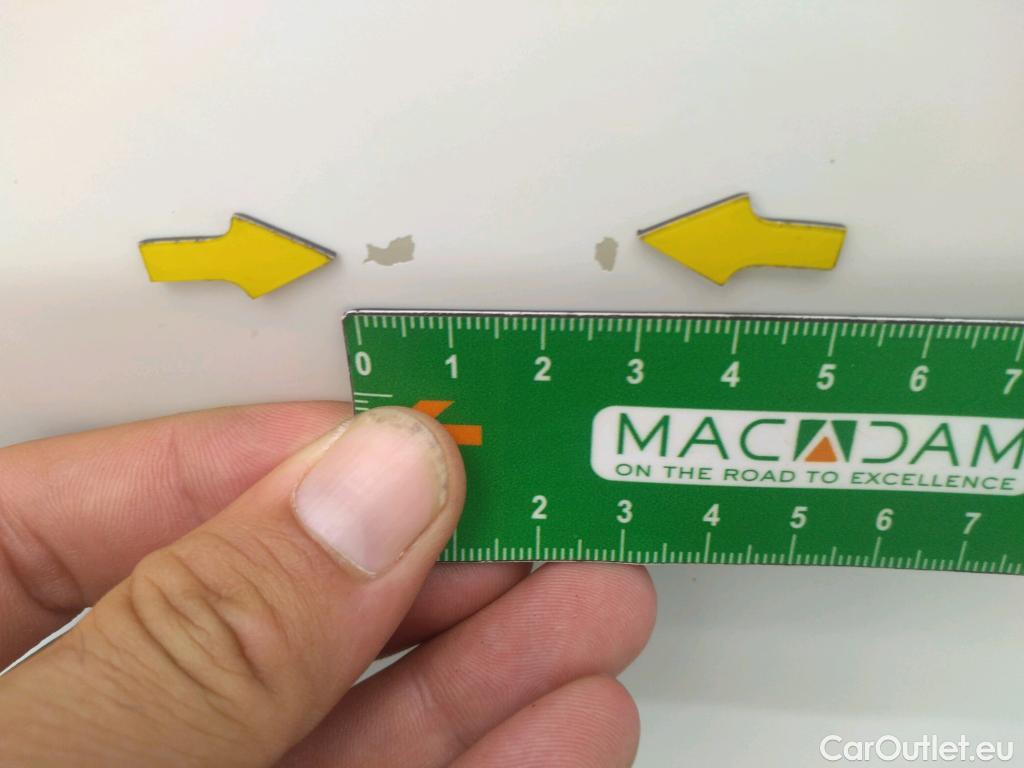 0 1 2 3 4 5 6 7
MACADAM
ON THE ROAD TO EXCELLENCE
2 3 4 5 6 7
CarOutlet.eu